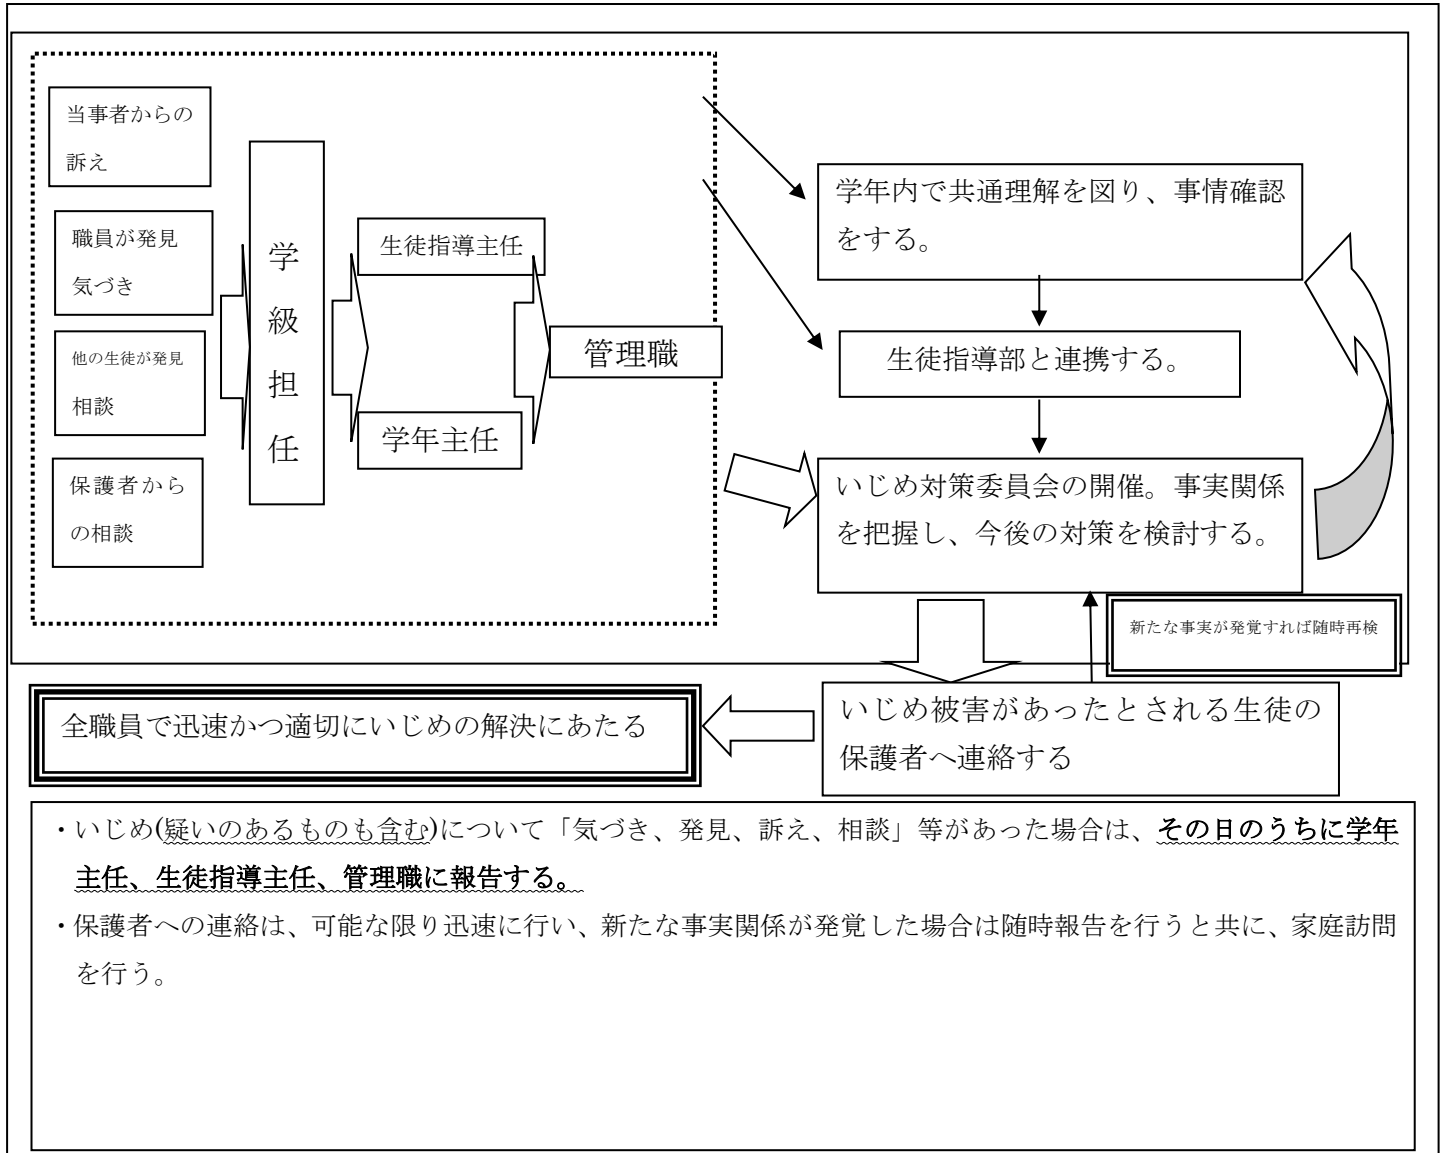 当事者からの
訴え
職員が発見
気づき
他の生徒が発見
相談
保護者から
の相談
学級担任
生徒指導主任
学年主任
管理職
学年内で共通理解を図り、事情確認
をする。
生徒指導部と連携する。
いじめ対策委員会の開催。事実関係
を把握し、今後の対策を検討する。
新たな事実が発覚すれば随時再検
いじめ被害があったとされる生徒の
保護者へ連絡する
全職員で迅速かつ適切にいじめの解決にあたる
・いじめ(疑いのあるものも含む)について「気づき、発見、訴え、相談」等があった場合は、その日のうちに学年
主任、生徒指導主任、管理職に報告する。
・保護者への連絡は、可能な限り迅速に行い、新たな事実関係が発覚した場合は随時報告を行うと共に、家庭訪問
を行う。